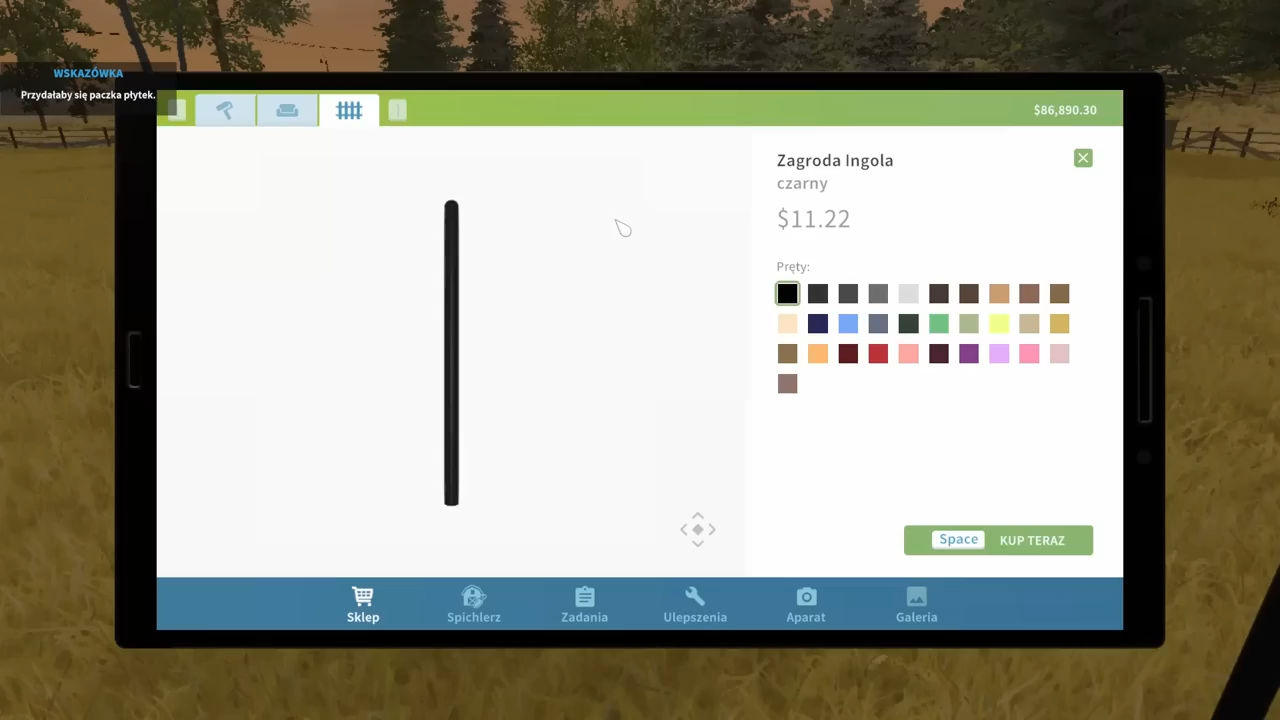 WSKAZÓWKA
Przydałaby się paczka płytek.
$86,890.30
Zagroda Ingola
czarny
$11.22
Pręty:
Space KUP TERAZ
Sklep Spichlerz Zadania Ulepszenia Aparat Galeria